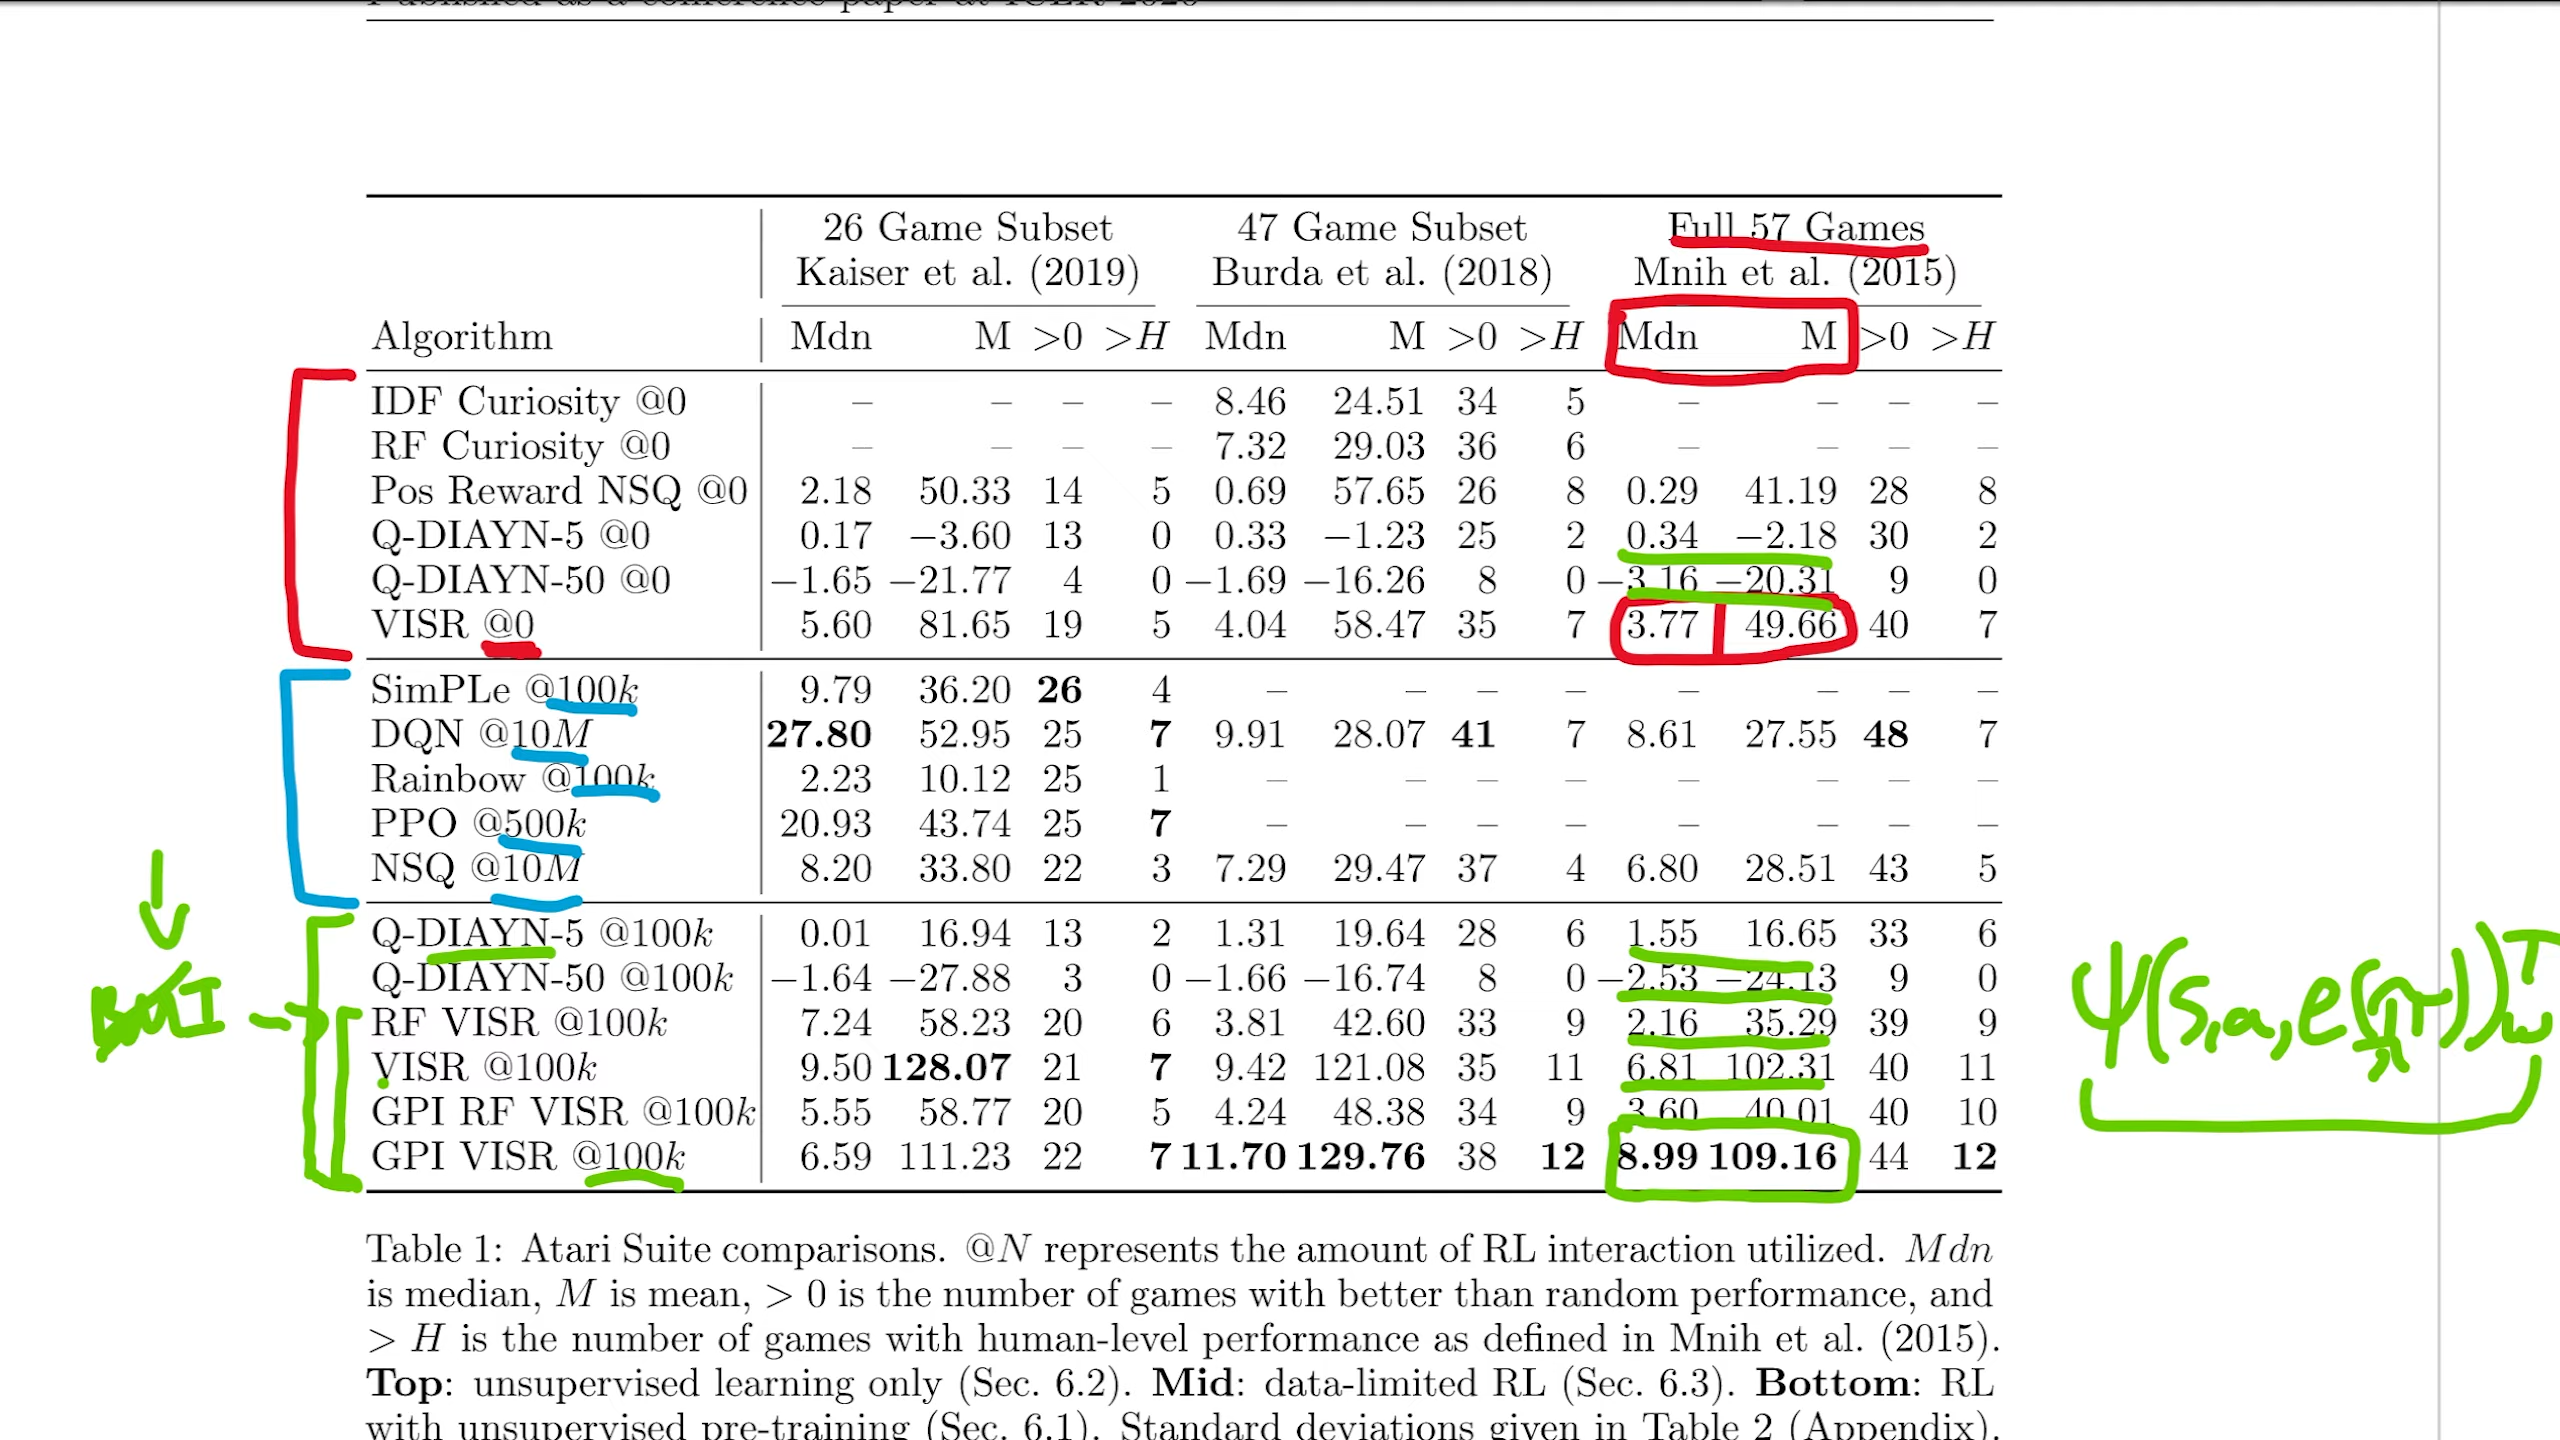 Published as a conference paper at ICLR 2020
26 Game Subset 47 Game Subset Full 57 Games
Kaiser et al. (2019) Burda et al. (2018) Mnih et al. (2015)
Algorithm Mdn M >0 >H Mdn M >0 >H Mdn M >0 >H
IDF Curiosity @0 – – – – 8.46 24.51 34 5 – – – –
RF Curiosity @0 – – – – 7.32 29.03 36 6 – – – –
Pos Reward NSQ @0 2.18 50.33 14 5 0.69 57.65 26 8 0.29 41.19 28 8
Q-DIAYN-5 @0 0.17 −3.60 13 0 0.33 −1.23 25 2 0.34 −2.18 30 2
Q-DIAYN-50 @0 −1.65 −21.77 4 0 −1.69 −16.26 8 0 −3.16 −20.31 9 0
VISR @0 5.60 81.65 19 5 4.04 58.47 35 7 3.77 49.66 40 7
SimPLe @100k 9.79 36.20 26 4 – – – – – – – –
DQN @10M 27.80 52.95 25 7 9.91 28.07 41 7 8.61 27.55 48 7
Rainbow @100k 2.23 10.12 25 1 – – – – – – – –
PPO @500k 20.93 43.74 25 7 – – – – – – – –
NSQ @10M 8.20 33.80 22 3 7.29 29.47 37 4 6.80 28.51 43 5
Q-DIAYN-5 @100k 0.01 16.94 13 2 1.31 19.64 28 6 1.55 16.65 33 6
Q-DIAYN-50 @100k −1.64 −27.88 3 0 −1.66 −16.74 8 0 −2.53 −24.13 9 0
RF VISR @100k 7.24 58.23 20 6 3.81 42.60 33 9 2.16 35.29 39 9
VISR @100k 9.50 128.07 21 7 9.42 121.08 35 11 6.81 102.31 40 11
GPI RF VISR @100k 5.55 58.77 20 5 4.24 48.38 34 9 3.60 40.01 40 10
GPI VISR @100k 6.59 111.23 22 7 11.70 129.76 38 12 8.99 109.16 44 12
Table 1: Atari Suite comparisons. @N represents the amount of RL interaction utilized. Mdn
is median, M is mean, > 0 is the number of games with better than random performance, and
> H is the number of games with human-level performance as defined in Mnih et al. (2015).
Top: unsupervised learning only (Sec. 6.2). Mid: data-limited RL (Sec. 6.3). Bottom: RL
with unsupervised pre-training (Sec. 6.1). Standard deviations given in Table 2 (Appendix).